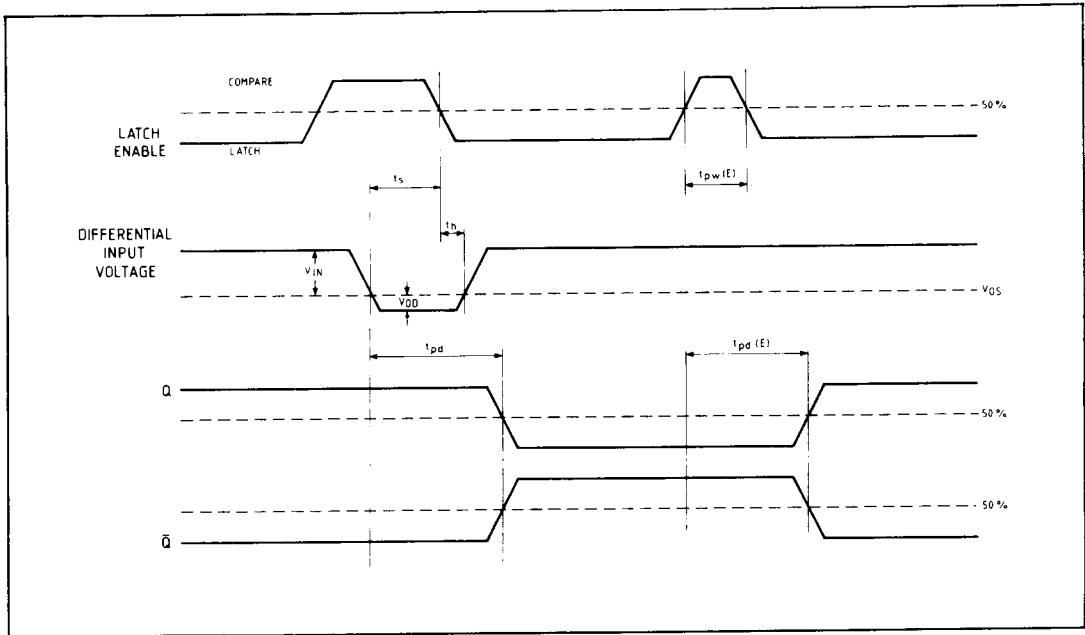 COMPARE
50%
LATCH
ENABLE
LATCH
ts
tpw(E)
th
DIFFERENTIAL
INPUT
VOLTAGE
VIN
VOD
VOS
tpd
tpd(E)
Q
50%
50%
Q̅